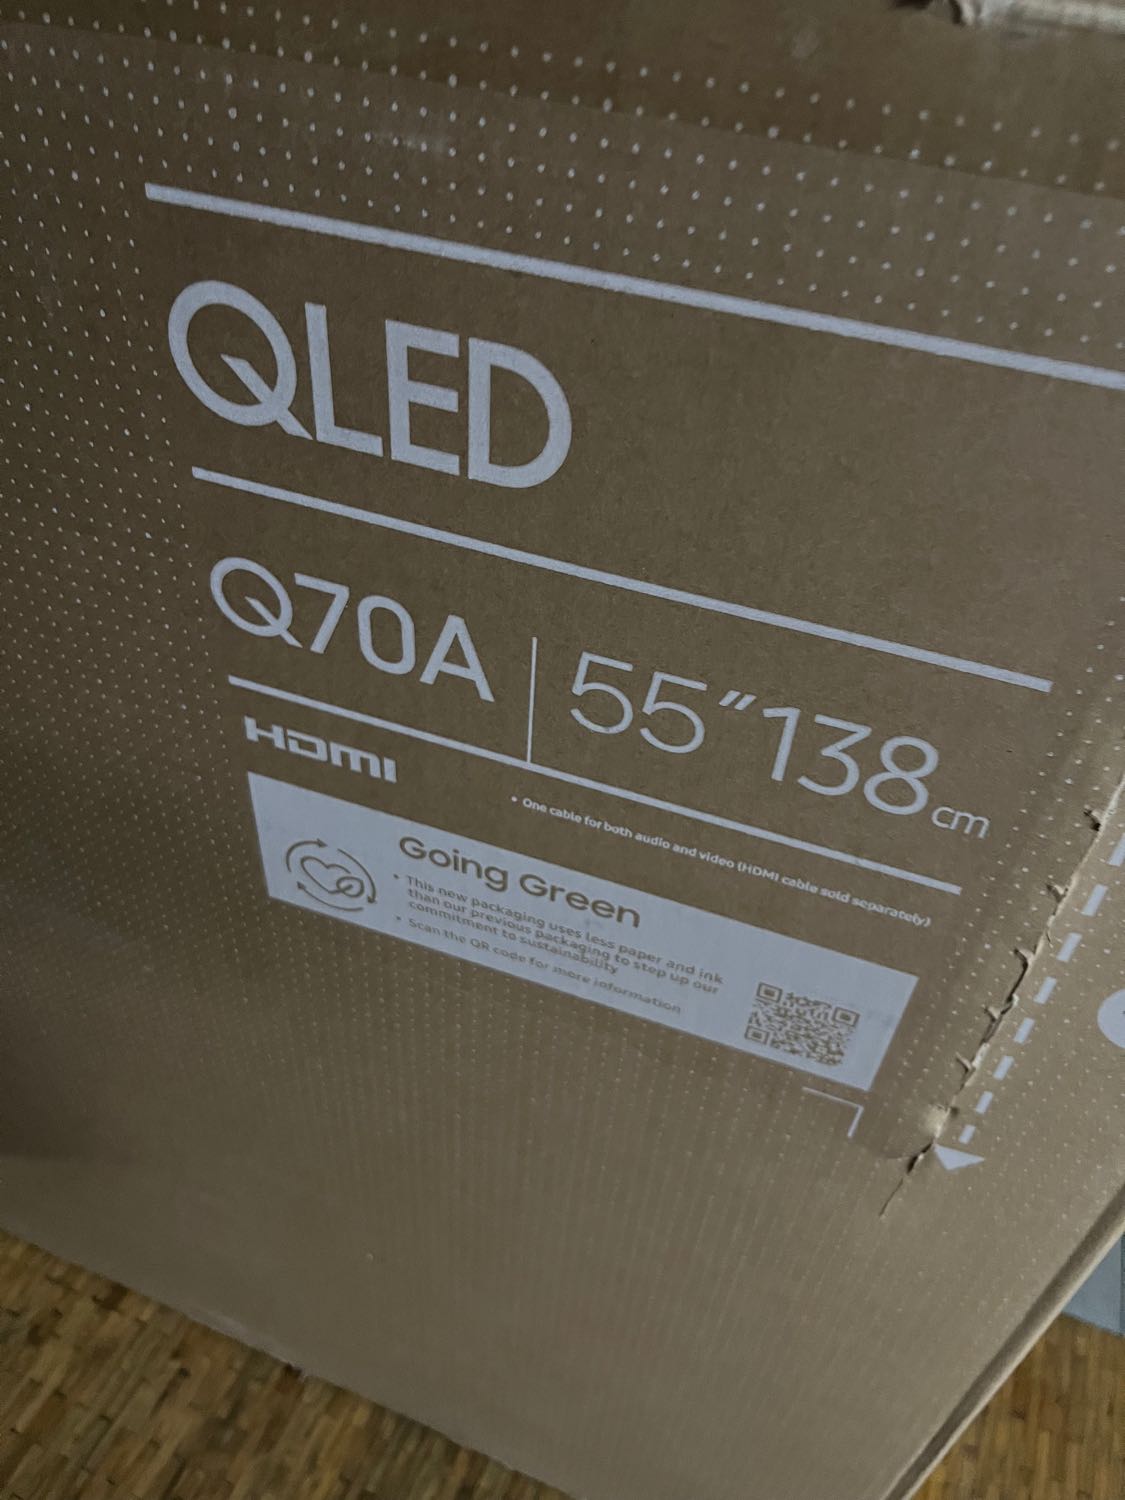 QLED
Q70A | 55″138cm
HDMI
• One cable for both audio and video (HDMI cable sold separately)
Going Green
• This new packaging uses less paper and ink
than our previous packaging to step up our
commitment to sustainability
• Scan the QR code for more information